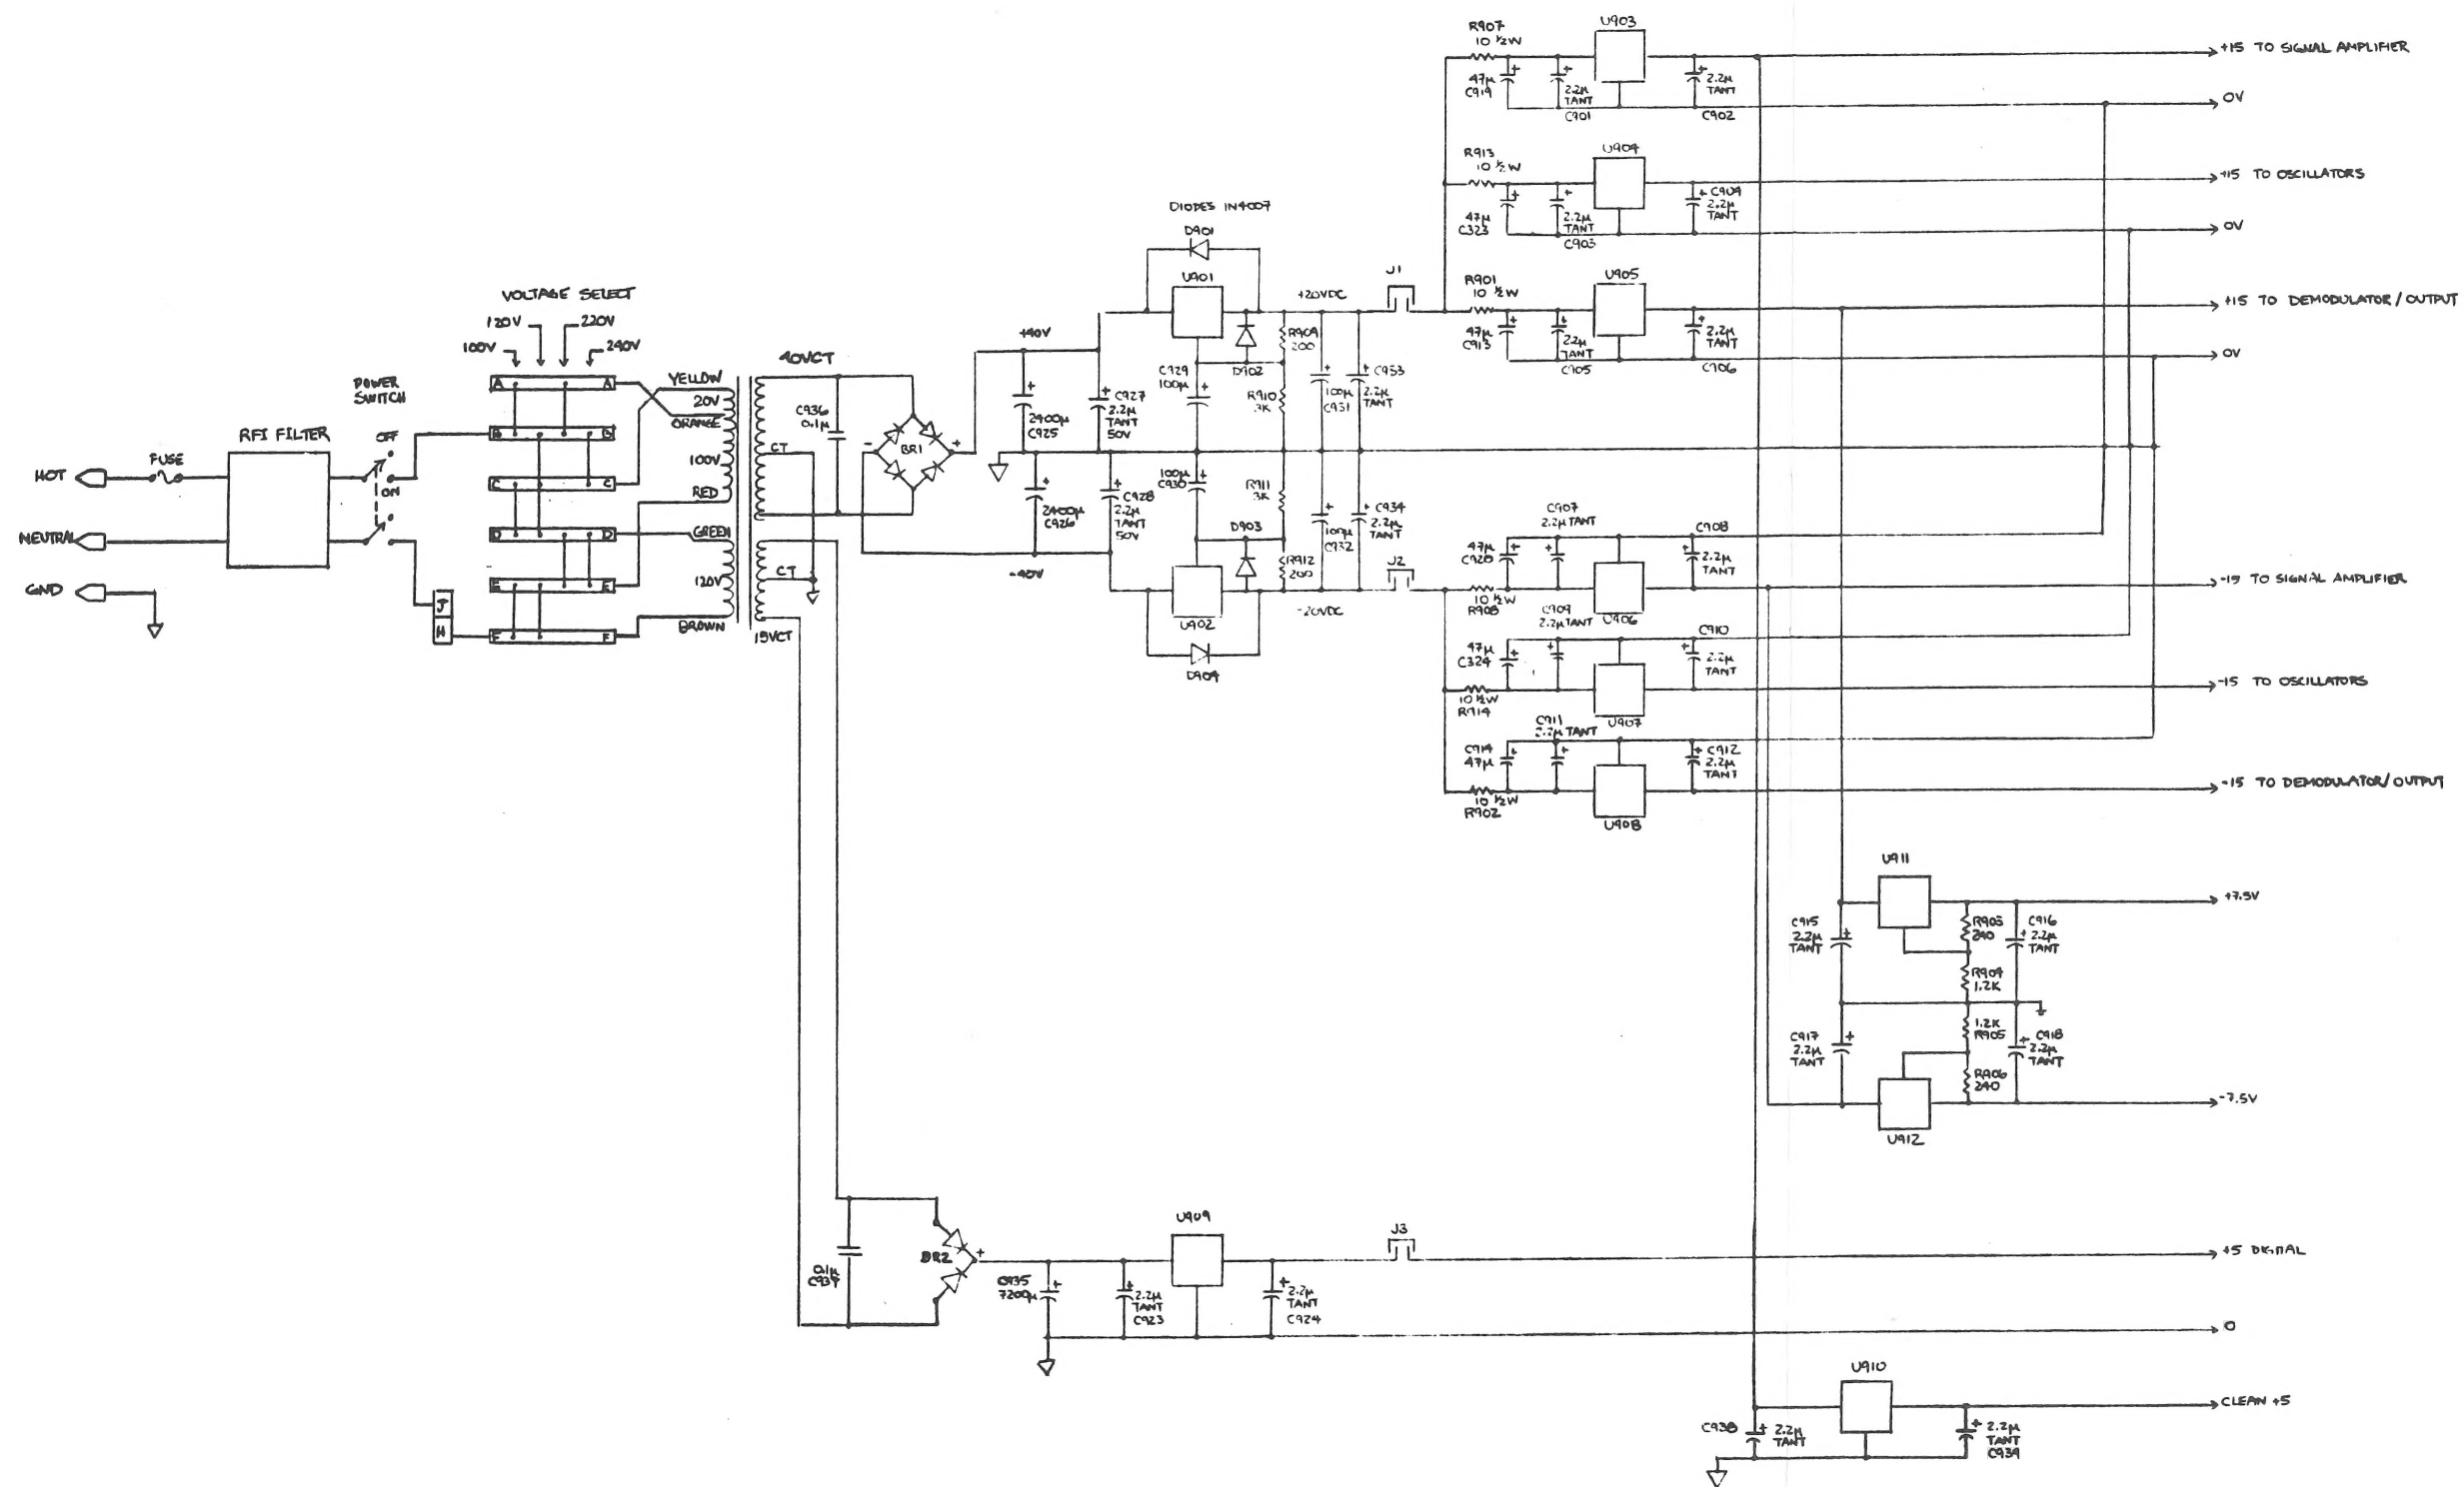 HOT
FUSE
NEUTRAL
GND
RFI FILTER
POWER
SWITCH
OFF
ON
J
H
VOLTAGE SELECT
120V
220V
100V
240V
A A
B B
C C
D D
E E
F F
YELLOW
20V
ORANGE
100V
RED
GREEN
120V
BROWN
40VCT
CT
CT
15VCT
C936
0.1µ
BR1
-
+
+40V
2400µ
C925
C927
2.2µ
TANT
50V
2400µ
C926
C928
2.2µ
TANT
50V
-40V
DIODES IN4007
D901
U901
D902
C929
100µ
R909
200
R910
3K
+20VDC
100µ
C931
C933
2.2µ
TANT
100µ
C930
R911
3K
D903
R912
200
100µ
C932
C934
2.2µ
TANT
U902
D904
-20VDC
J1
J2
R907
10 ½W
47µ
C919
2.2µ
TANT
C901
U903
2.2µ
TANT
C902
+15 TO SIGNAL AMPLIFIER
0V
R913
10 ½W
47µ
C323
2.2µ
TANT
C903
U904
C904
2.2µ
TANT
+15 TO OSCILLATORS
0V
R901
10 ½W
47µ
C913
2.2µ
TANT
C905
U905
2.2µ
TANT
C906
+15 TO DEMODULATOR/OUTPUT
0V
C907
2.2µ TANT
47µ
C920
C908
2.2µ
TANT
10 ½W
R908
U906
-15 TO SIGNAL AMPLIFIER
C909
2.2µ TANT
47µ
C324
C910
2.2µ
TANT
10 ½W
R914
U907
-15 TO OSCILLATORS
C911
2.2µ TANT
C914
47µ
C912
2.2µ
TANT
10 ½W
R902
U908
-15 TO DEMODULATOR/OUTPUT
U911
C915
2.2µ
TANT
R903
240
C916
2.2µ
TANT
+7.5V
R904
1.2K
1.2K
R905
C917
2.2µ
TANT
C918
2.2µ
TANT
R906
240
U912
-7.5V
0.1µ
C937
BR2
+
C935
7200µ
2.2µ
TANT
C923
U909
2.2µ
TANT
C924
J3
+5 DIGITAL
0
U910
C938
2.2µ
TANT
2.2µ
TANT
C939
CLEAN +5